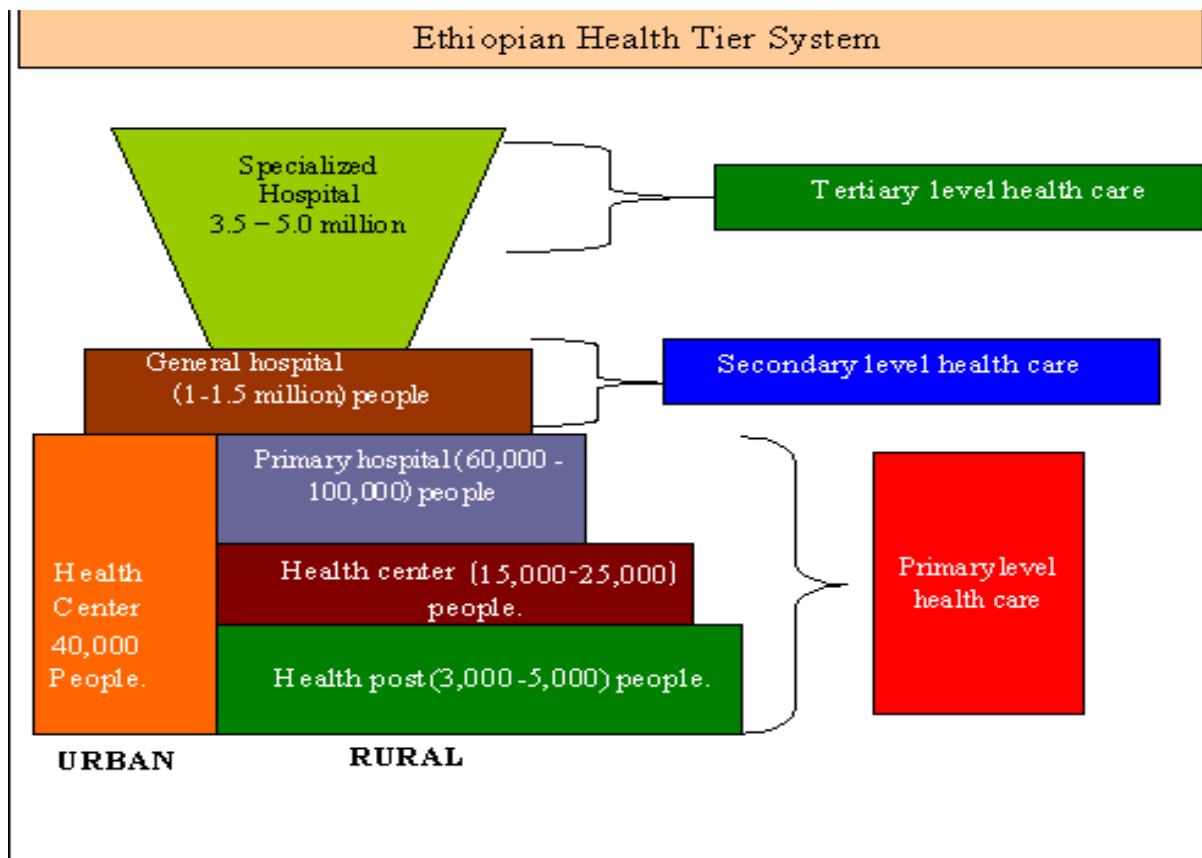 Ethiopian Health Tier System
Specialized
Hospital
3.5 – 5.0 million
Tertiary level health care
General hospital
(1-1.5 million) people
Secondary level health care
Primary hospital (60,000 -
100,000) people
Health center (15,000-25,000)
people.
Health post (3,000 -5,000) people.
Health
Center
40,000
People.
Primary level
health care
URBAN
RURAL